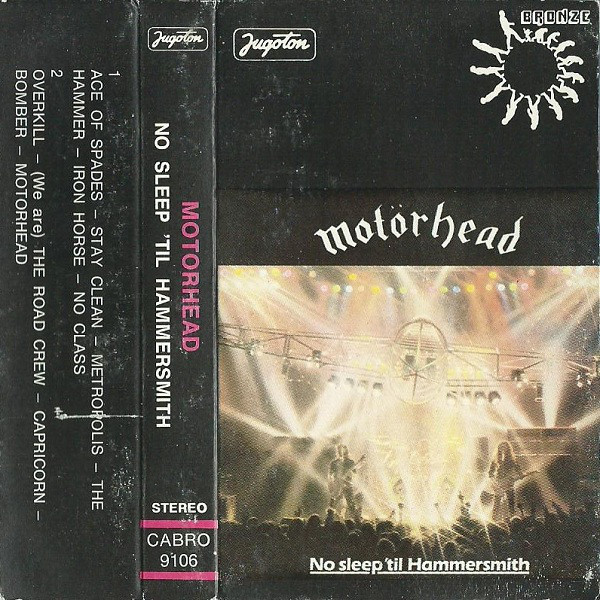 1
ACE OF SPADES – STAY CLEAN – METROPOLIS – THE
HAMMER – IRON HORSE – NO CLASS
2
OVERKILL – (We are) THE ROAD CREW – CAPRICORN –
BOMBER – MOTORHEAD
Jugoton
MOTORHEAD
NO SLEEP 'TIL HAMMERSMITH
STEREO
CABRO
9106
Jugoton
BRONZE
motörhead
No sleep 'til Hammersmith